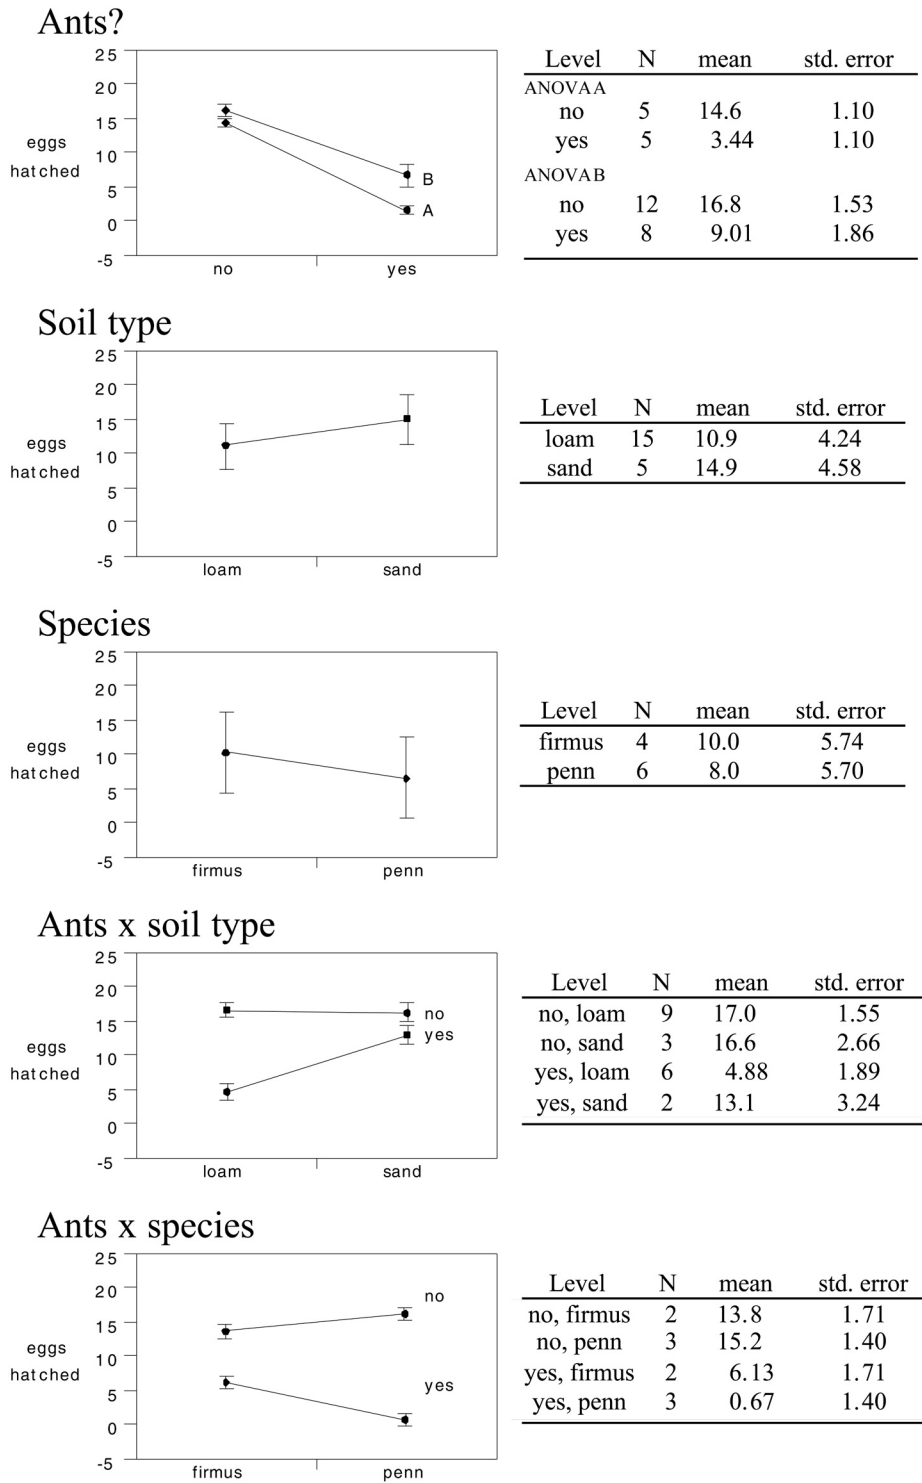 Ants?
25
20
15
10
5
0
-5
eggs
hatched
B
A
no yes
Level N mean std. error
ANOVAA
no 5 14.6 1.10
yes 5 3.44 1.10
ANOVAB
no 12 16.8 1.53
yes 8 9.01 1.86
Soil type
25
20
15
10
5
0
-5
eggs
hatched
loam sand
Level N mean std. error
loam 15 10.9 4.24
sand 5 14.9 4.58
Species
25
20
15
10
5
0
-5
eggs
hatched
firmus penn
Level N mean std. error
firmus 4 10.0 5.74
penn 6 8.0 5.70
Ants x soil type
25
20
15
10
5
0
-5
eggs
hatched
no
yes
loam sand
Level N mean std. error
no, loam 9 17.0 1.55
no, sand 3 16.6 2.66
yes, loam 6 4.88 1.89
yes, sand 2 13.1 3.24
Ants x species
25
20
15
10
5
0
-5
eggs
hatched
no
yes
firmus penn
Level N mean std. error
no, firmus 2 13.8 1.71
no, penn 3 15.2 1.40
yes, firmus 2 6.13 1.71
yes, penn 3 0.67 1.40